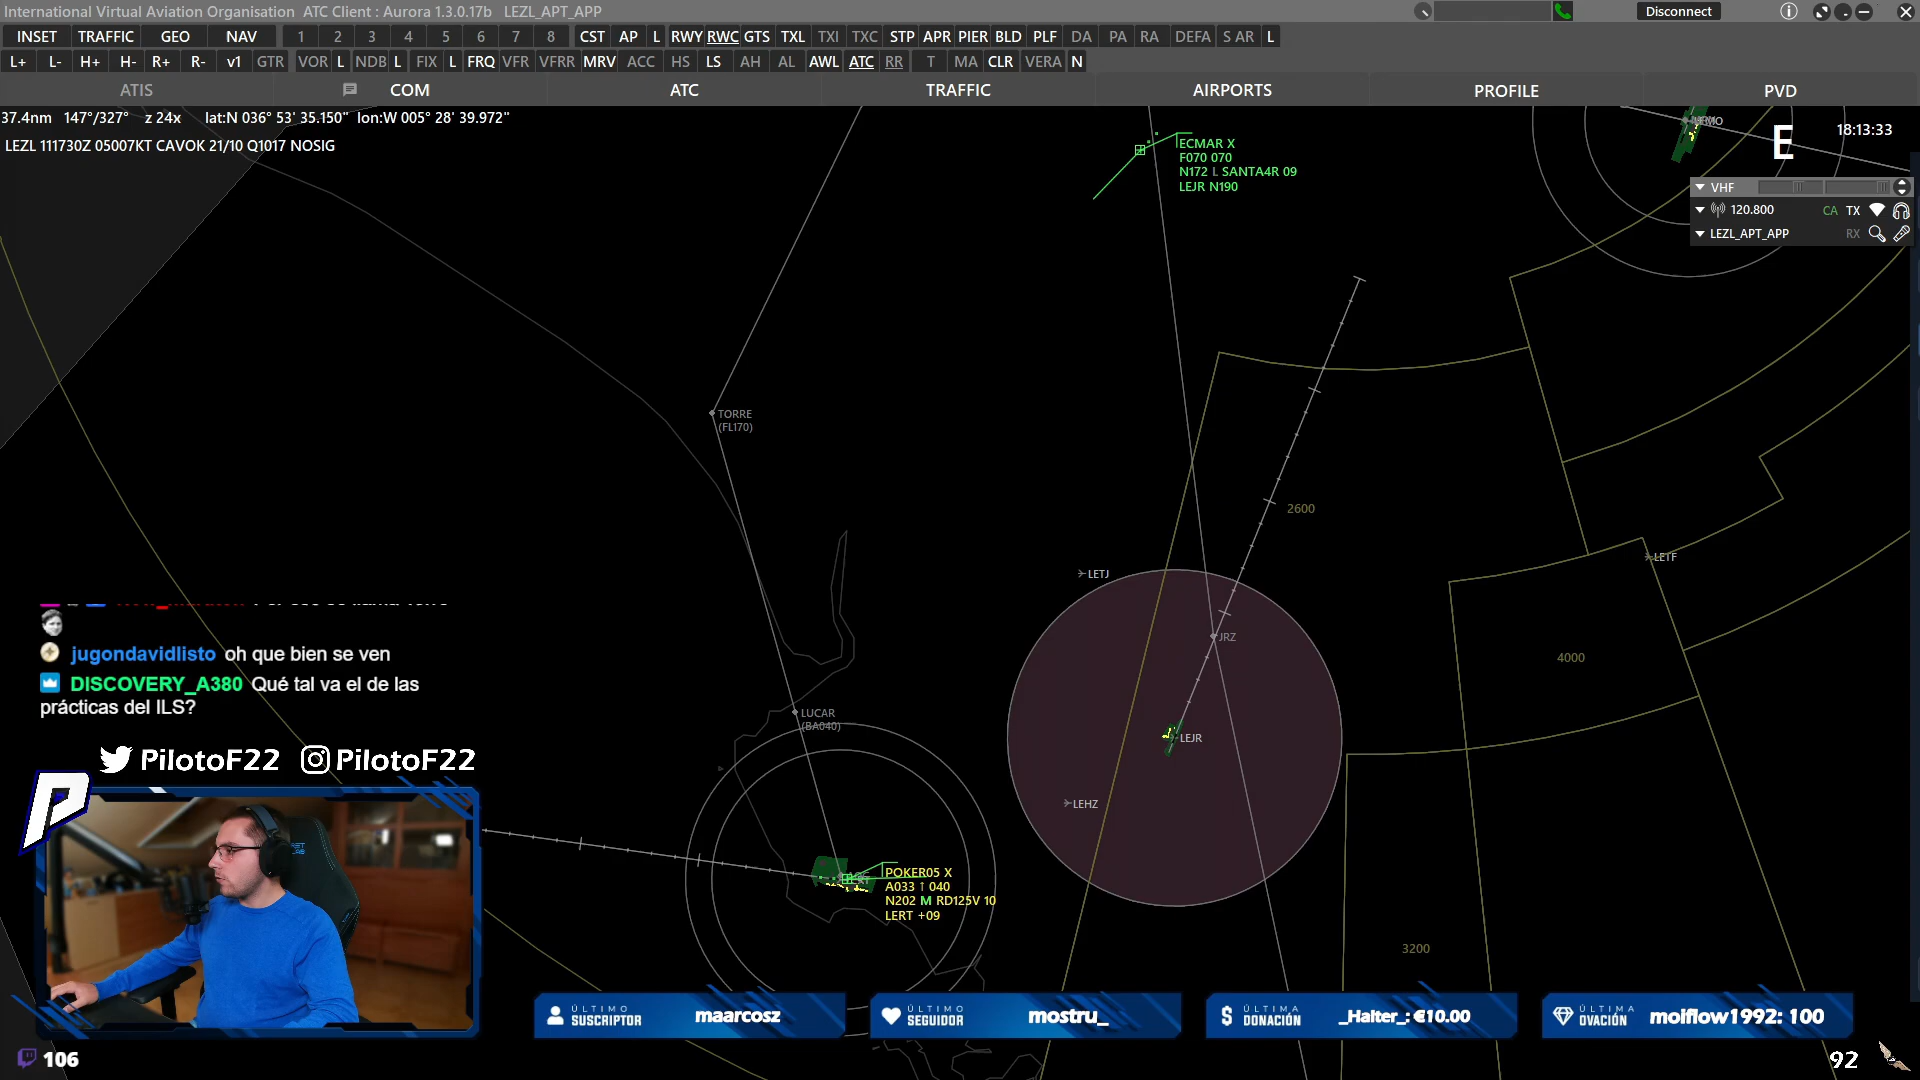 International Virtual Aviation Organisation ATC Client : Aurora 1.3.0.17b LEZL_APT_APP
Disconnect
INSET TRAFFIC GEO NAV 1 2 3 4 5 6 7 8 CST AP L RWY RWC GTS TXL TXI TXC STP APR PIER BLD PLF DA PA RA DEFA S AR L
L+ L- H+ H- R+ R- v1 GTR VOR L NDB L FIX L FRQ VFR VFRR MRV ACC HS LS AH AL AWL ATC RR T MA CLR VERA N
ATIS COM ATC TRAFFIC AIRPORTS PROFILE PVD
37.4nm 147°/327° z 24x lat:N 036° 53' 35.150" lon:W 005° 28' 39.972"
LEZL 111730Z 05007KT CAVOK 21/10 Q1017 NOSIG
E
18:13:33
VHF
120.800 CA TX
LEZL_APT_APP RX
ECMAR X
F070 070
N172 L SANTA4R 09
LEJR N190
TORRE
(FL170)
2600
LETJ
LETF
JRZ
4000
LUCAR
(BA040)
LEJR
LEHZ
POKER05 X
A033 ↑ 040
N202 M RD125V 10
LERT +09
3200
jugondavidlisto oh que bien se ven
DISCOVERY_A380 Qué tal va el de las
prácticas del ILS?
PilotoF22 PilotoF22
P
ÚLTIMO
SUSCRIPTOR
maarcosz
ÚLTIMO
SEGUIDOR
mostru_
ÚLTIMA
DONACIÓN
_Halter_: €10.00
ÚLTIMA
OVACIÓN
moiflow1992: 100
106
92